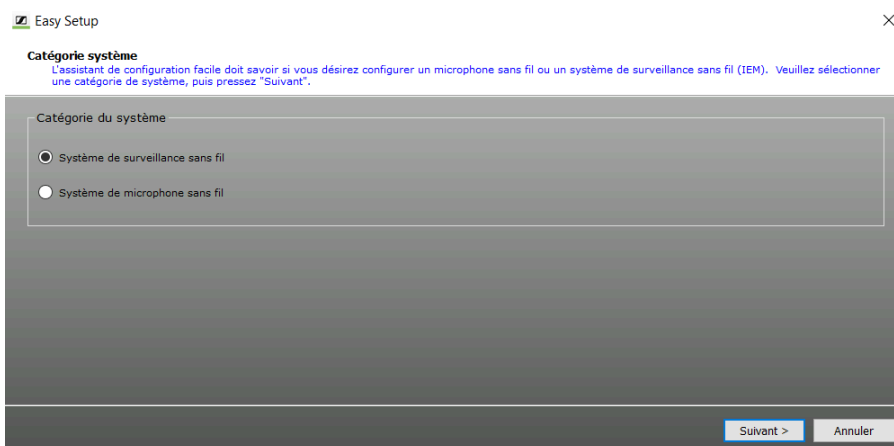 Easy Setup
Catégorie système
L'assistant de configuration facile doit savoir si vous désirez configurer un microphone sans fil ou un système de surveillance sans fil (IEM). Veuillez sélectionner
une catégorie de système, puis pressez "Suivant".
Catégorie du système
Système de surveillance sans fil
Système de microphone sans fil
Suivant >
Annuler